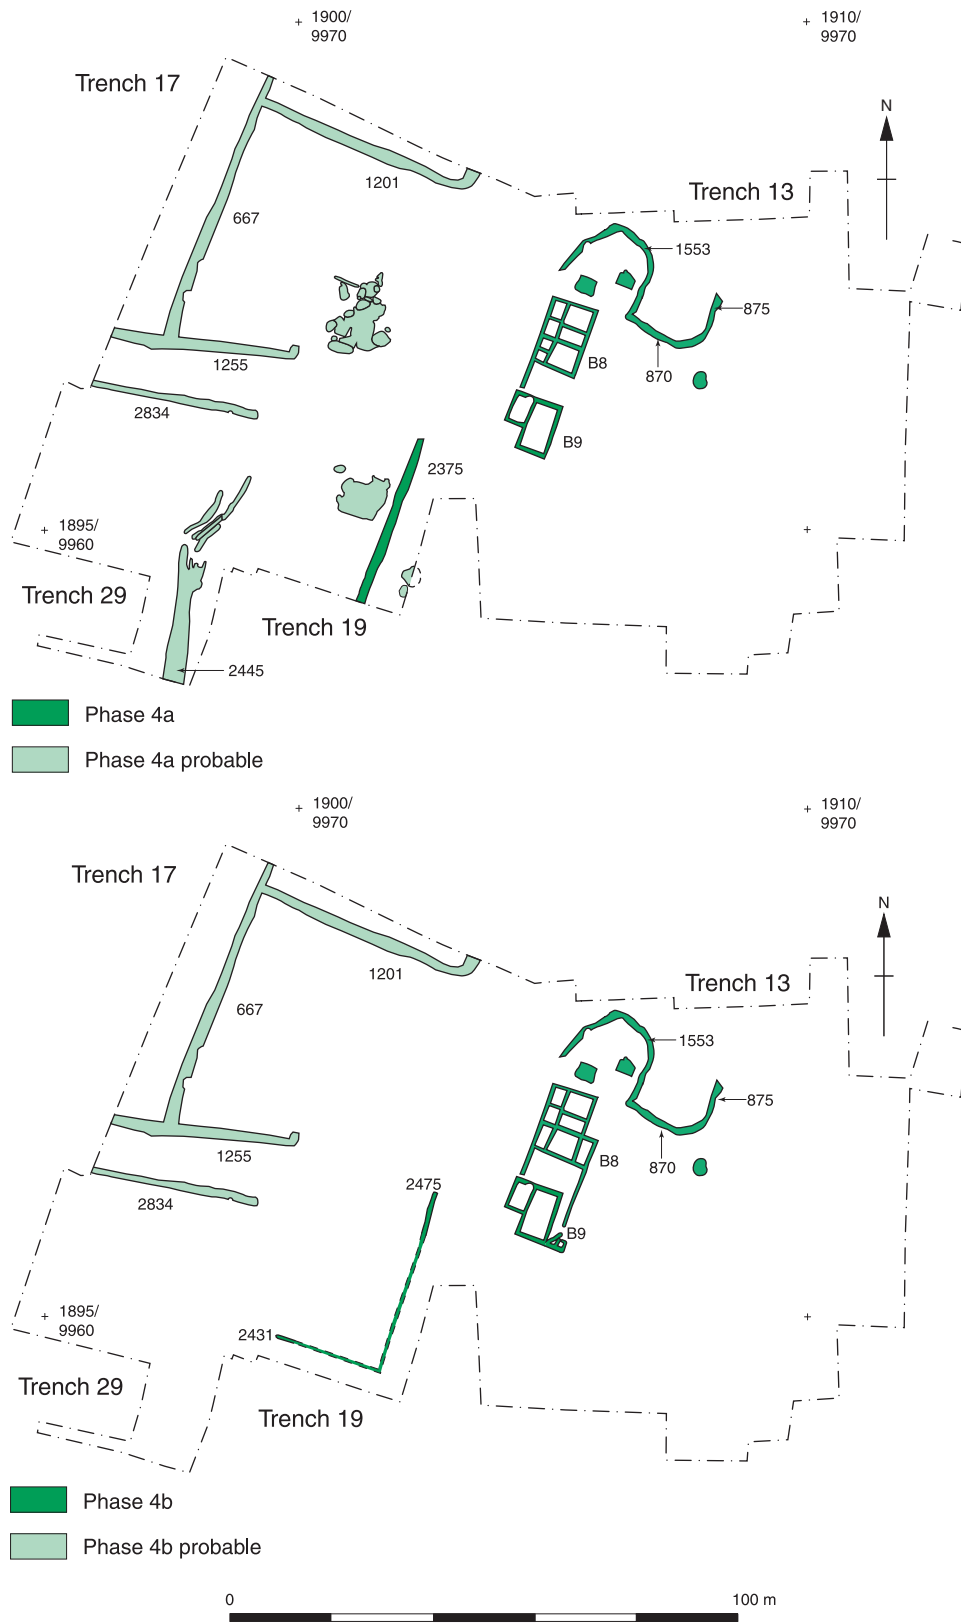 1900/
9970
1910/
9970
Trench 17
N
1201
Trench 13
667
1553
875
1255
B8
870
2834
B9
2375
1895/
9960
Trench 29
Trench 19
2445
Phase 4a
Phase 4a probable
1900/
9970
1910/
9970
Trench 17
N
1201
Trench 13
667
1553
875
1255
B8
870
2834
2475
B9
1895/
9960
2431
Trench 29
Trench 19
Phase 4b
Phase 4b probable
0
100 m